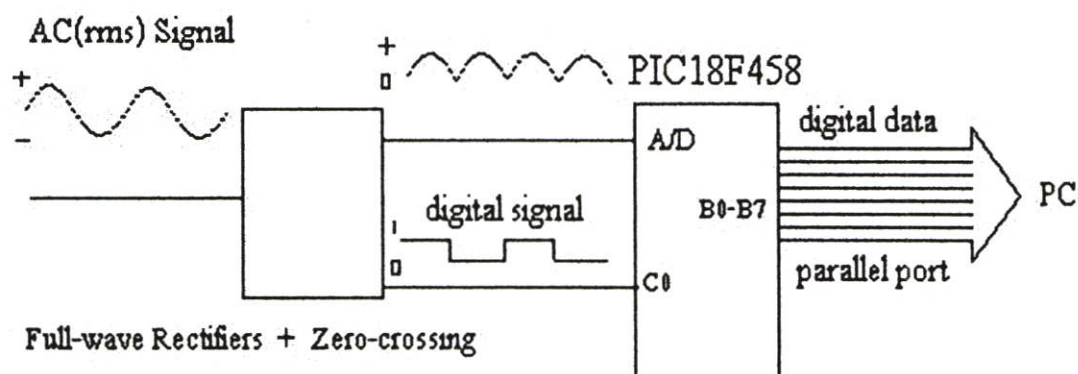 AC(rms) Signal
+
-
+
0
PIC18F458
A/D
digital data
B0-B7
PC
digital signal
1
0
C0
parallel port
Full-wave Rectifiers + Zero-crossing